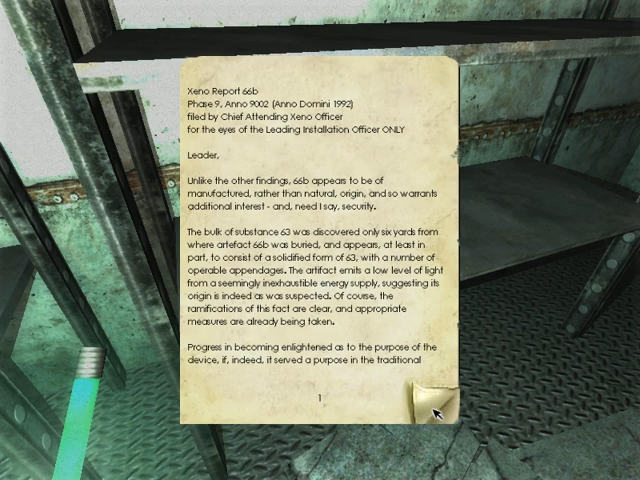 Xeno Report 66b
Phase 9, Anno 9002 (Anno Domini 1992)
filed by Chief Attending Xeno Officer
for the eyes of the Leading Installation Officer ONLY
Leader,
Unlike the other findings, 66b appears to be of
manufactured, rather than natural, origin, and so warrants
additional interest - and, need I say, security.
The bulk of substance 63 was discovered only six yards from
where artefact 66b was buried, and appears, at least in
part, to consist of a solidified form of 63, with a number of
operable appendages. The artifact emits a low level of light
from a seemingly inexhaustible energy supply, suggesting its
origin is indeed as was suspected. Of course, the
ramifications of this fact are clear, and appropriate
measures are already being taken.
Progress in becoming enlightened as to the purpose of the
device, if, indeed, it served a purpose in the traditional
1